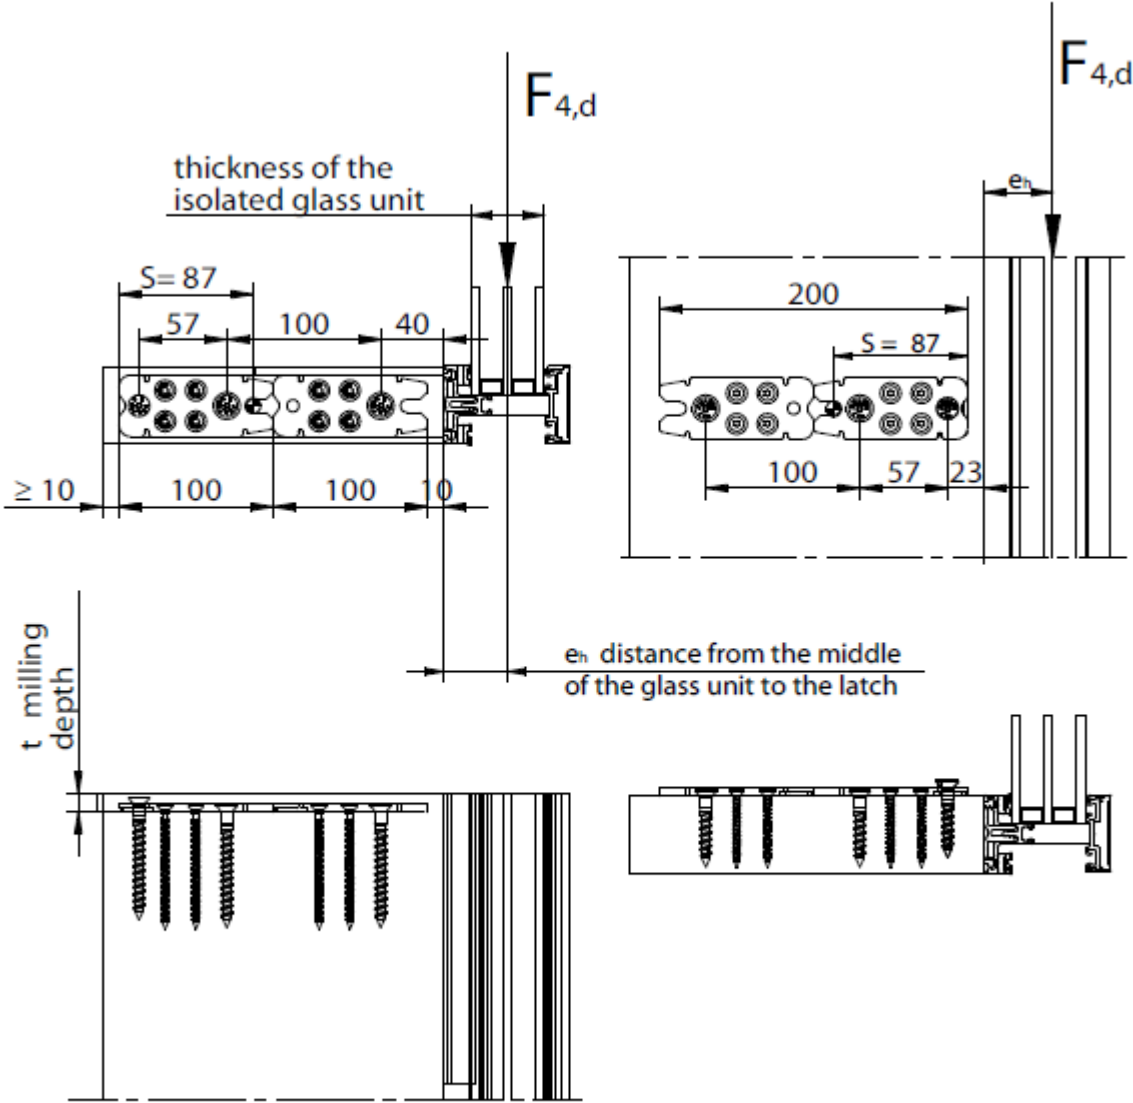 F4,d
F4,d
thickness of the
isolated glass unit
eh
S= 87
200
57
100
40
S = 87
≥ 10
100
100
10
100
57
23
t milling
depth
eh distance from the middle
of the glass unit to the latch